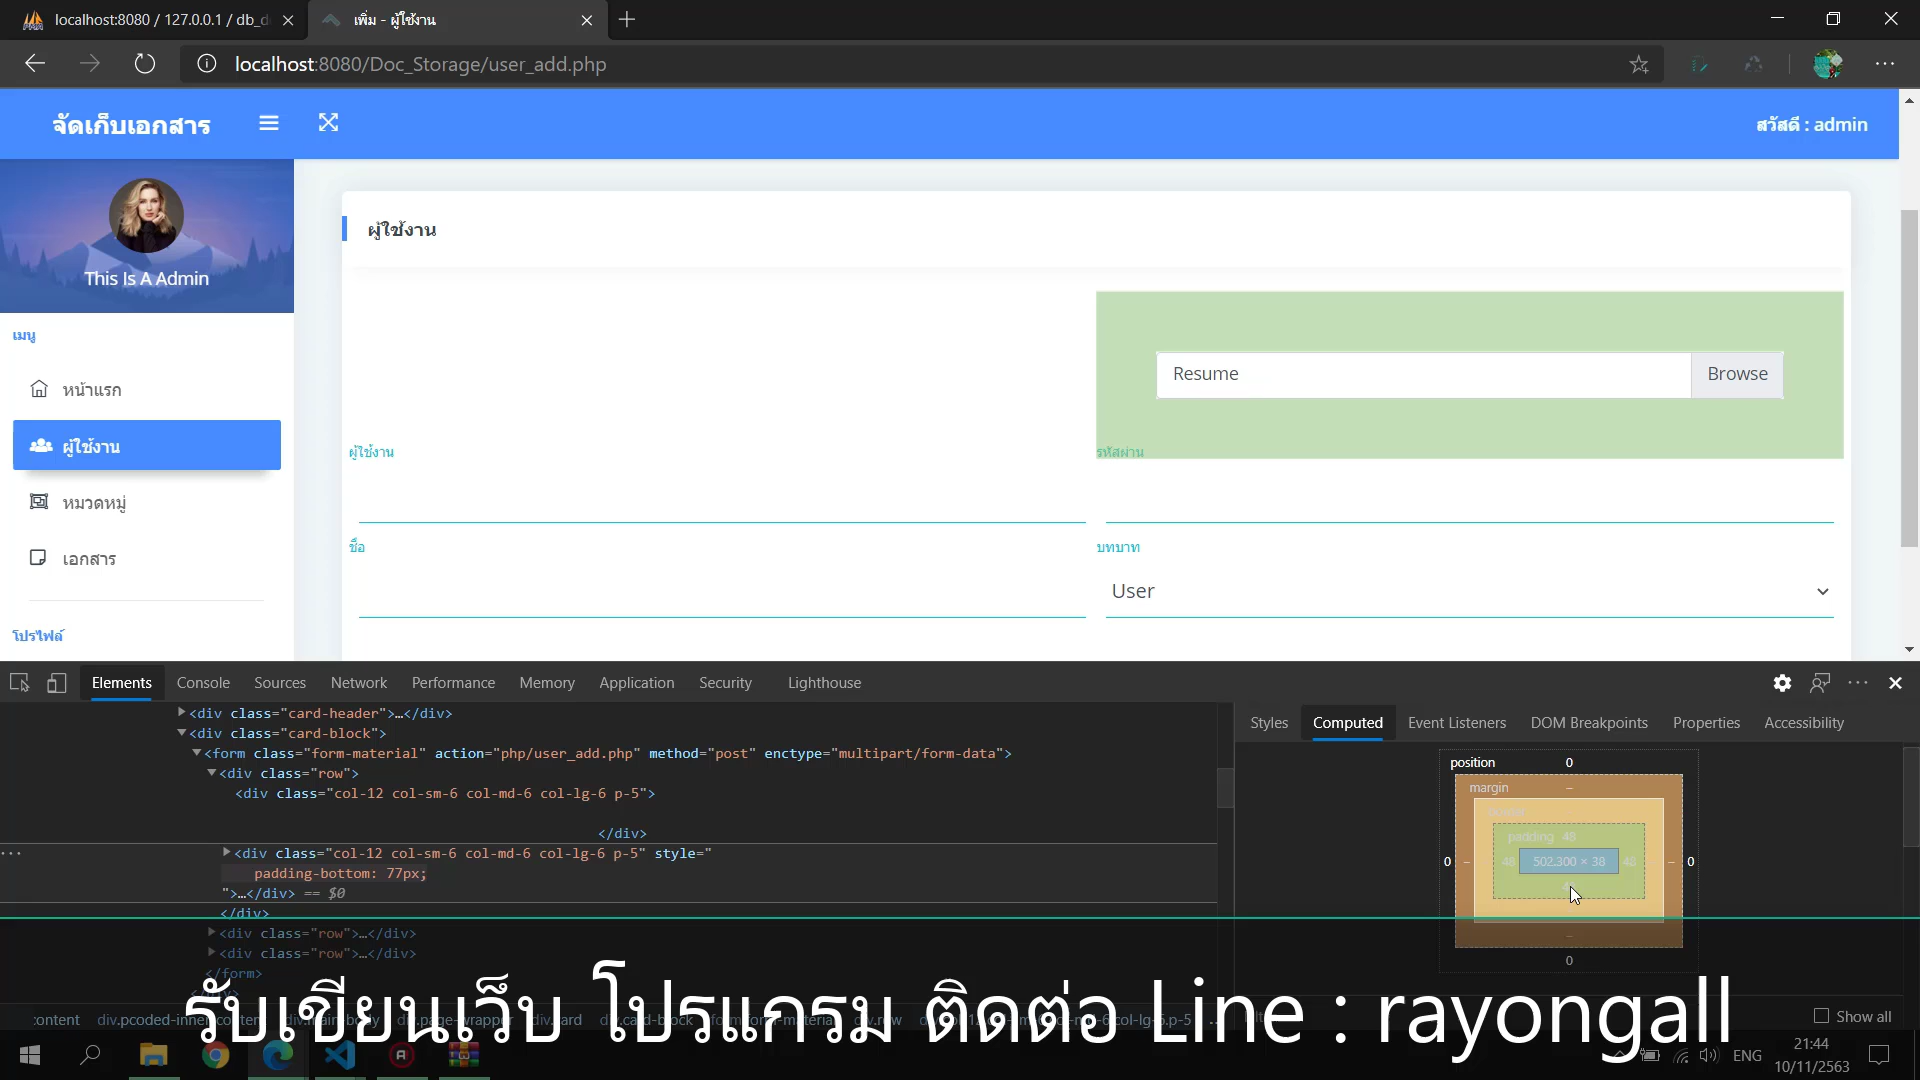 localhost:8080 / 127.0.0.1 / db_d
เพิ่ม - ผู้ใช้งาน
localhost:8080/Doc_Storage/user_add.php
จัดเก็บเอกสาร
สวัสดี : admin
This Is A Admin
เมนู
หน้าแรก
ผู้ใช้งาน
หมวดหมู่
เอกสาร
โปรไฟล์
ผู้ใช้งาน
Resume
Browse
ผู้ใช้งาน
รหัสผ่าน
ชื่อ
บทบาท
User
Elements Console Sources Network Performance Memory Application Security Lighthouse
<div class="card-header">…</div>
<div class="card-block">
<form class="form-material" action="php/user_add.php" method="post" enctype="multipart/form-data">
<div class="row">
<div class="col-12 col-sm-6 col-md-6 col-lg-6 p-5">
</div>
<div class="col-12 col-sm-6 col-md-6 col-lg-6 p-5" style="
padding-bottom: 77px;
">…</div> == $0
</div>
<div class="row">…</div>
<div class="row">…</div>
</form>
Styles Computed Event Listeners DOM Breakpoints Properties Accessibility
position 0
margin –
padding 48
0 – 48 502.300 × 38 48 – 0
–
0
Show all
รับเขียนเว็บ โปรแกรม ติดต่อ Line : rayongall
ENG
21:44
10/11/2563